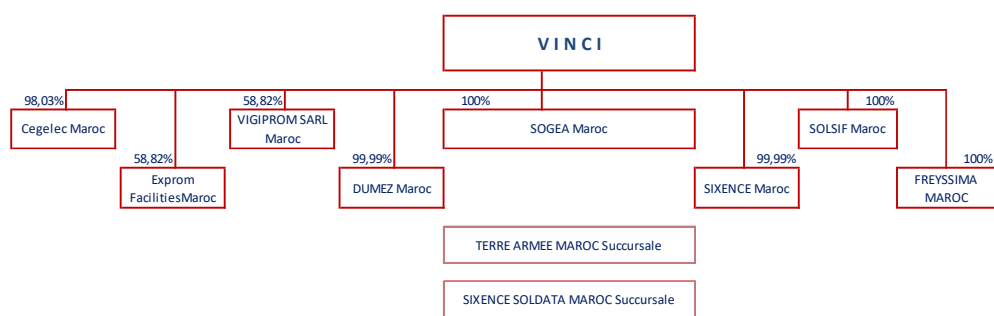 V I N C I
98,03%
58,82%
100%
100%
Cegelec Maroc
VIGIPROM SARL
Maroc
SOGEA Maroc
SOLSIF Maroc
58,82%
99,99%
99,99%
100%
Exprom
FacilitiesMaroc
DUMEZ Maroc
SIXENCE Maroc
FREYSSIMA
MAROC
TERRE ARMEE MAROC Succursale
SIXENCE SOLDATA MAROC Succursale